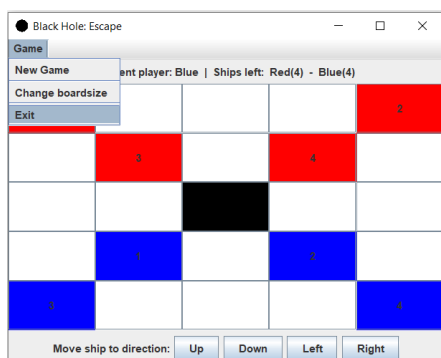 Black Hole: Escape
Game
New Game
ent player: Blue | Ships left: Red(4) - Blue(4)
Change boardsize
Exit
2
3 4
1 2
3 4
Move ship to direction: Up Down Left Right